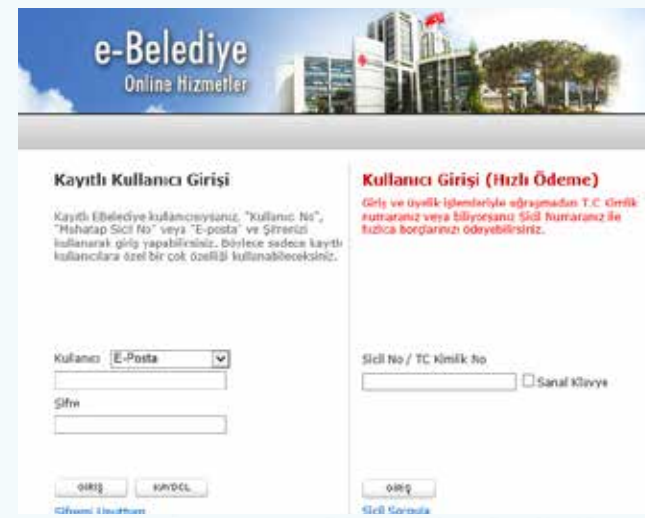 e-Belediye
Online Hizmetler
Kayıtlı Kullanıcı Girişi
Kayıtlı EBelediye kullanıcısıysanız, "Kullanıcı No",
"Muhatap Sicil No" veya "E-posta" ve Şifrenizi
kullanarak giriş yapabilirsiniz. Böylece sadece kayıtlı
kullanıcılara özel bir çok özelliği kullanabileceksiniz.
Kullanıcı E-Posta
Şifre
GİRİŞ KAYDOL
Şifremi Unuttum
Kullanıcı Girişi (Hızlı Ödeme)
Giriş ve üyelik işlemleriyle uğraşmadan T.C Kimlik
numaranız veya biliyorsanız Sicil Numaranız ile
hızlıca borçlarınızı ödeyebilirsiniz.
Sicil No / TC Kimlik No
Sanal Klavye
GİRİŞ
Sicil Sorgula